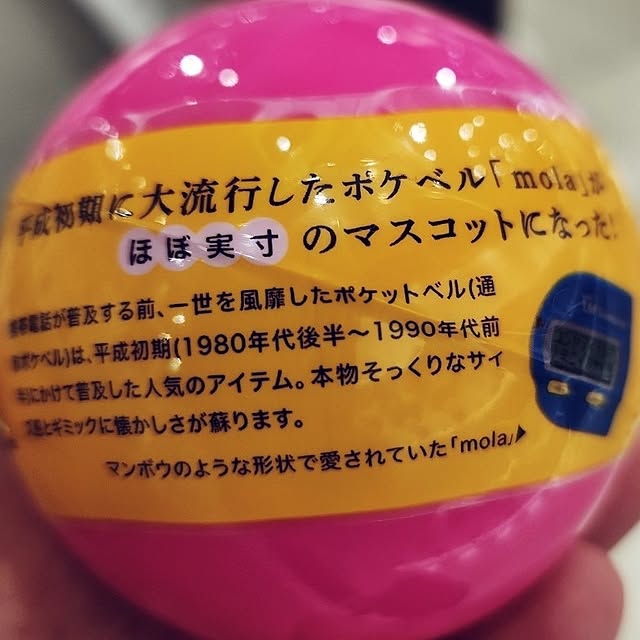 平成初期に大流行したポケベル「mola」が
ほぼ実寸のマスコットになった!
携帯電話が普及する前、一世を風靡したポケットベル(通
称ポケベル)は、平成初期(1980年代後半〜1990年代前
半)にかけて普及した人気のアイテム。本物そっくりなサイ
ズ感とギミックに懐かしさが蘇ります。
マンボウのような形状で愛されていた「mola」▶